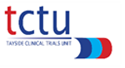 tctu
TAYSIDE CLINICAL TRIALS UNIT